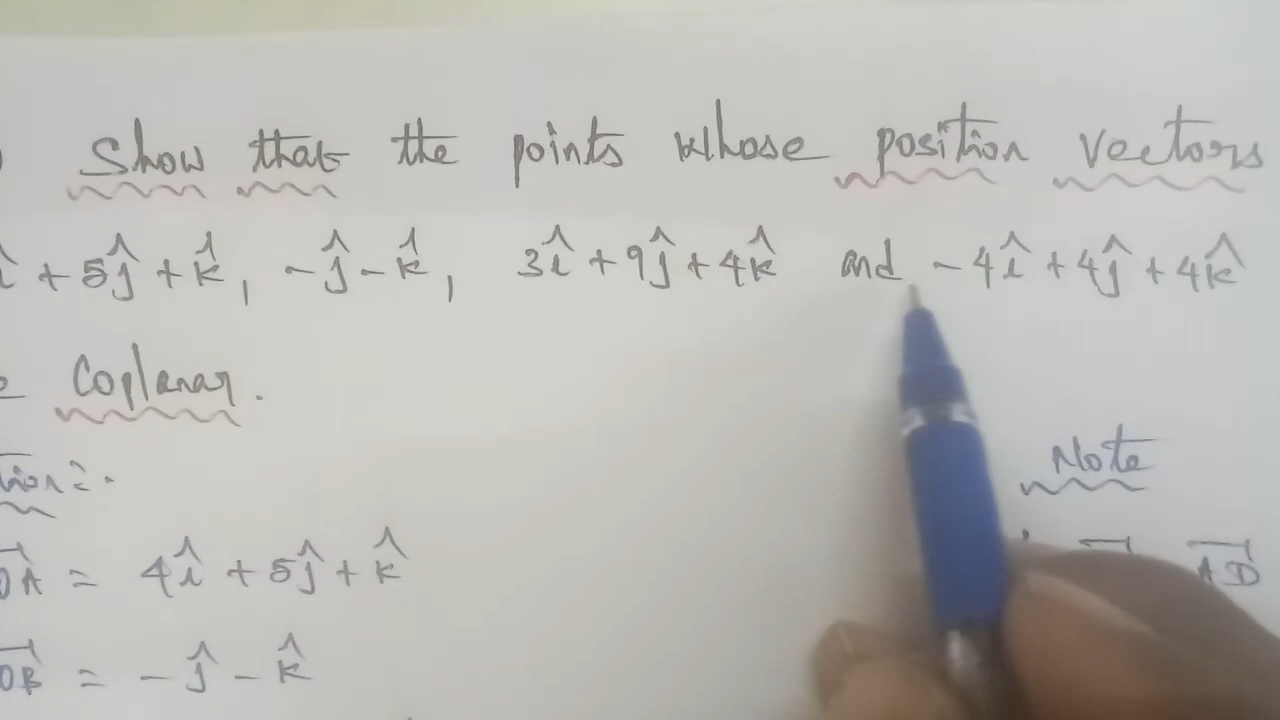 Show that the points whose position vectors
î + 5ĵ + k̂, -ĵ - k̂, 3î + 9ĵ + 4k̂ and -4î + 4ĵ + 4k̂
Coplanar.
Note
OA = 4î + 5ĵ + k̂
AD
OB = -ĵ - k̂